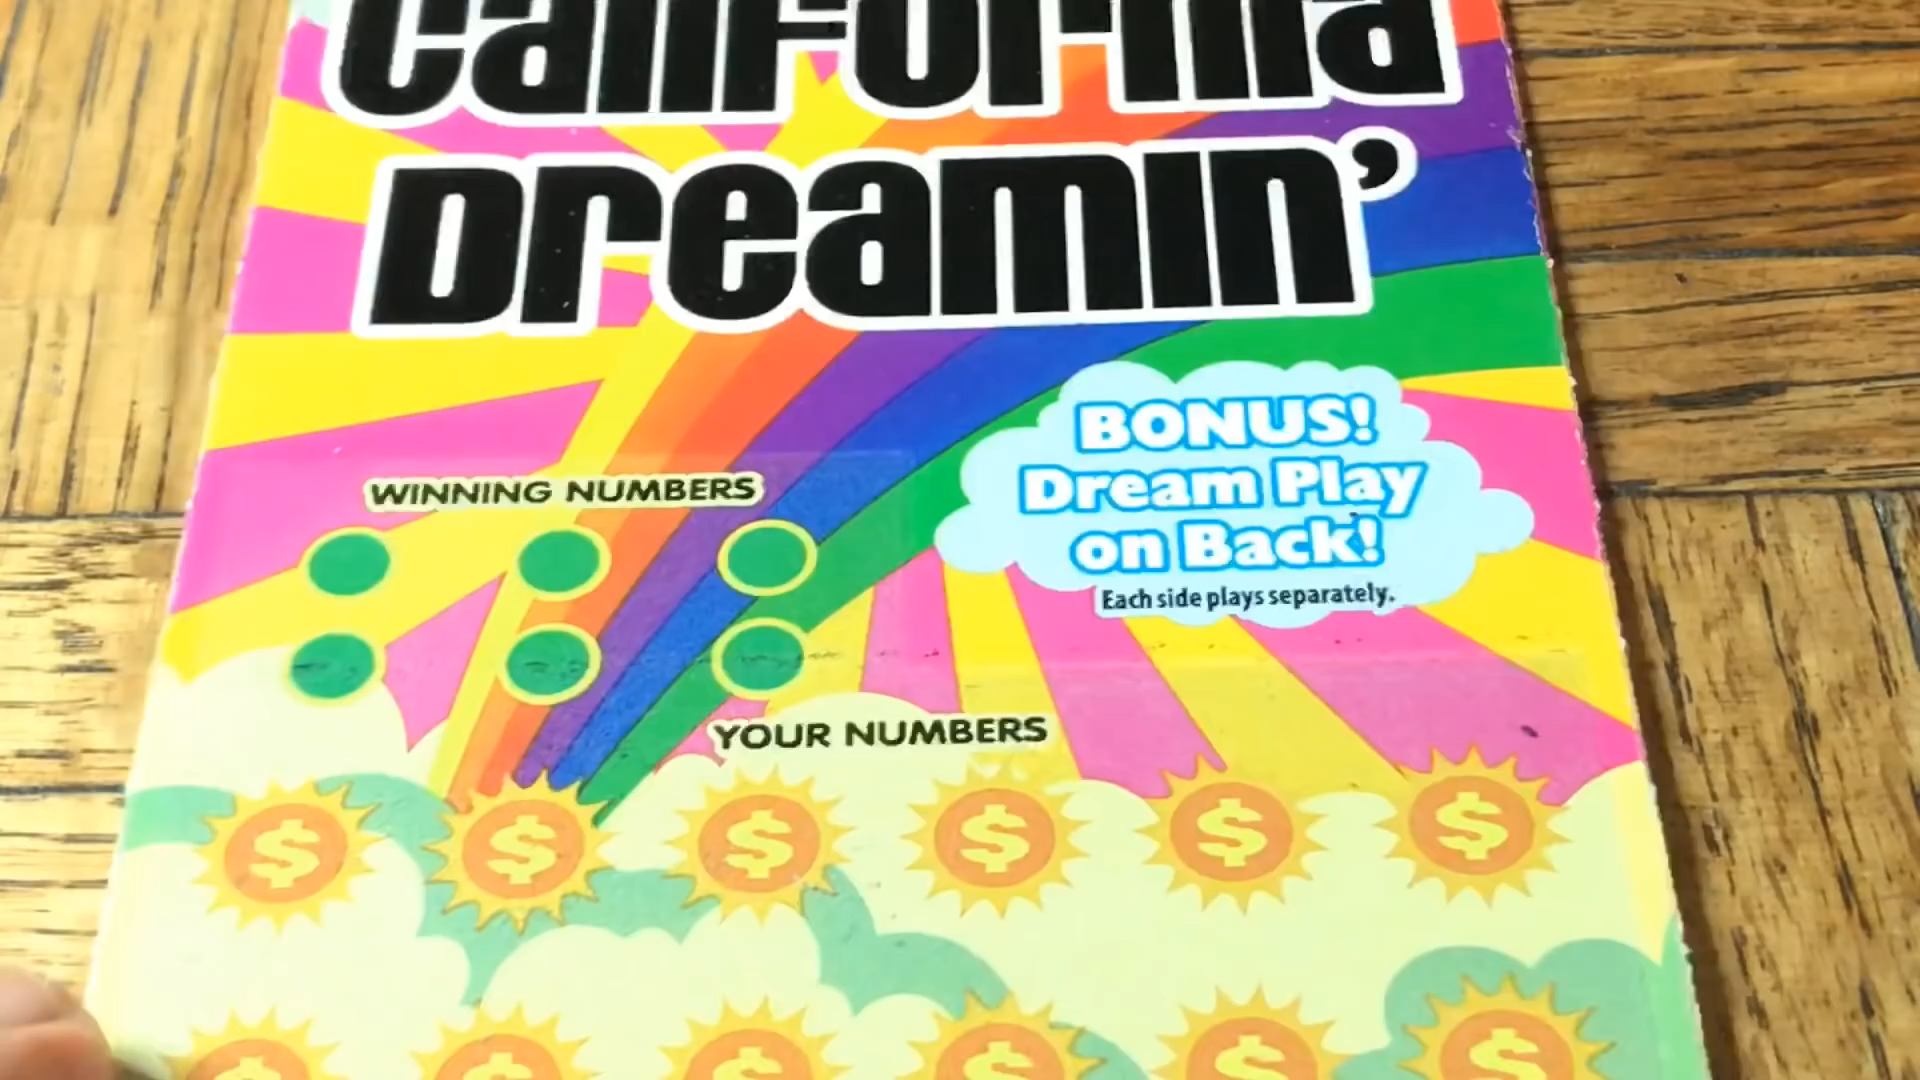 California
Dreamin'
BONUS!
Dream Play
on Back!
Each side plays separately.
WINNING NUMBERS
YOUR NUMBERS
$ $ $ $ $ $
$ $ $ $ $ $